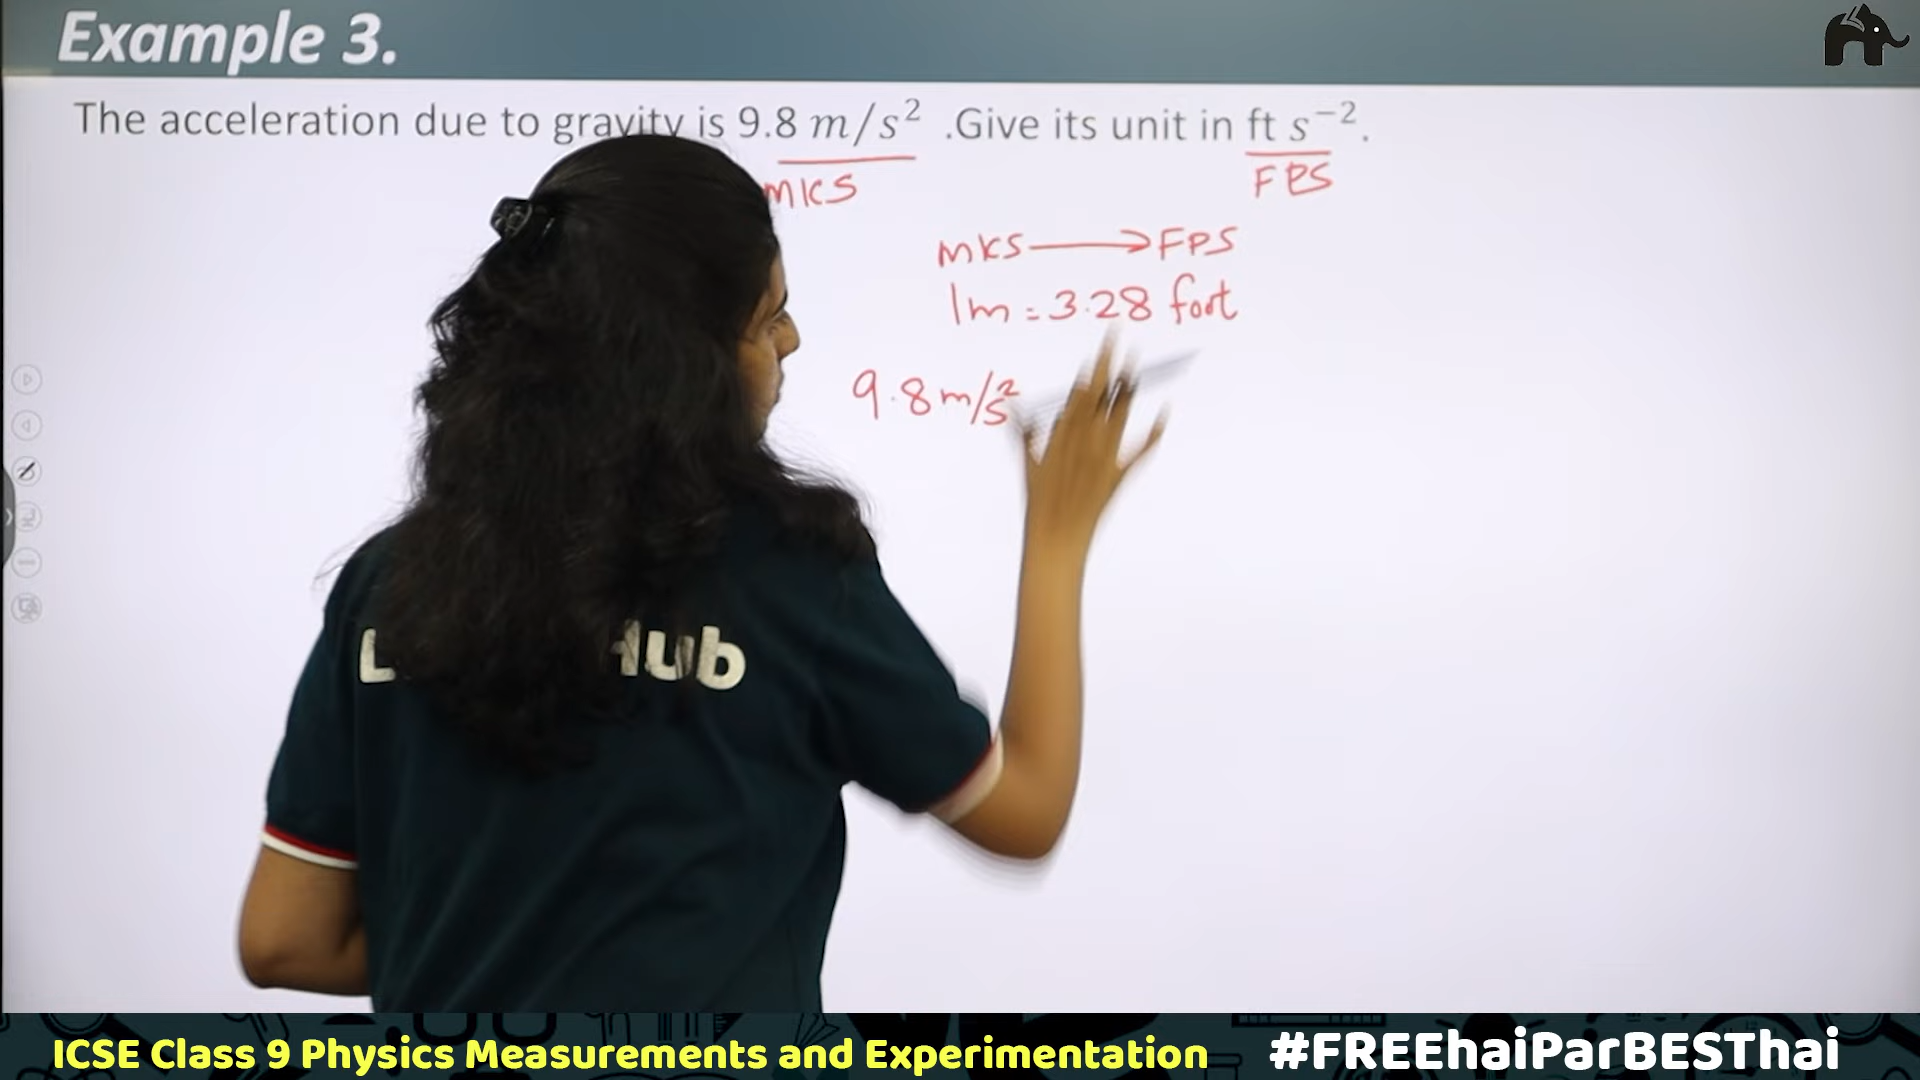 Example 3.
The acceleration due to gravity is 9.8 m/s² .Give its unit in ft s⁻².
MKS
FPS
MKS → FPS
1m = 3.28 foot
9.8 m/s²
Hub
ICSE Class 9 Physics Measurements and Experimentation
#FREEhaiParBESThai